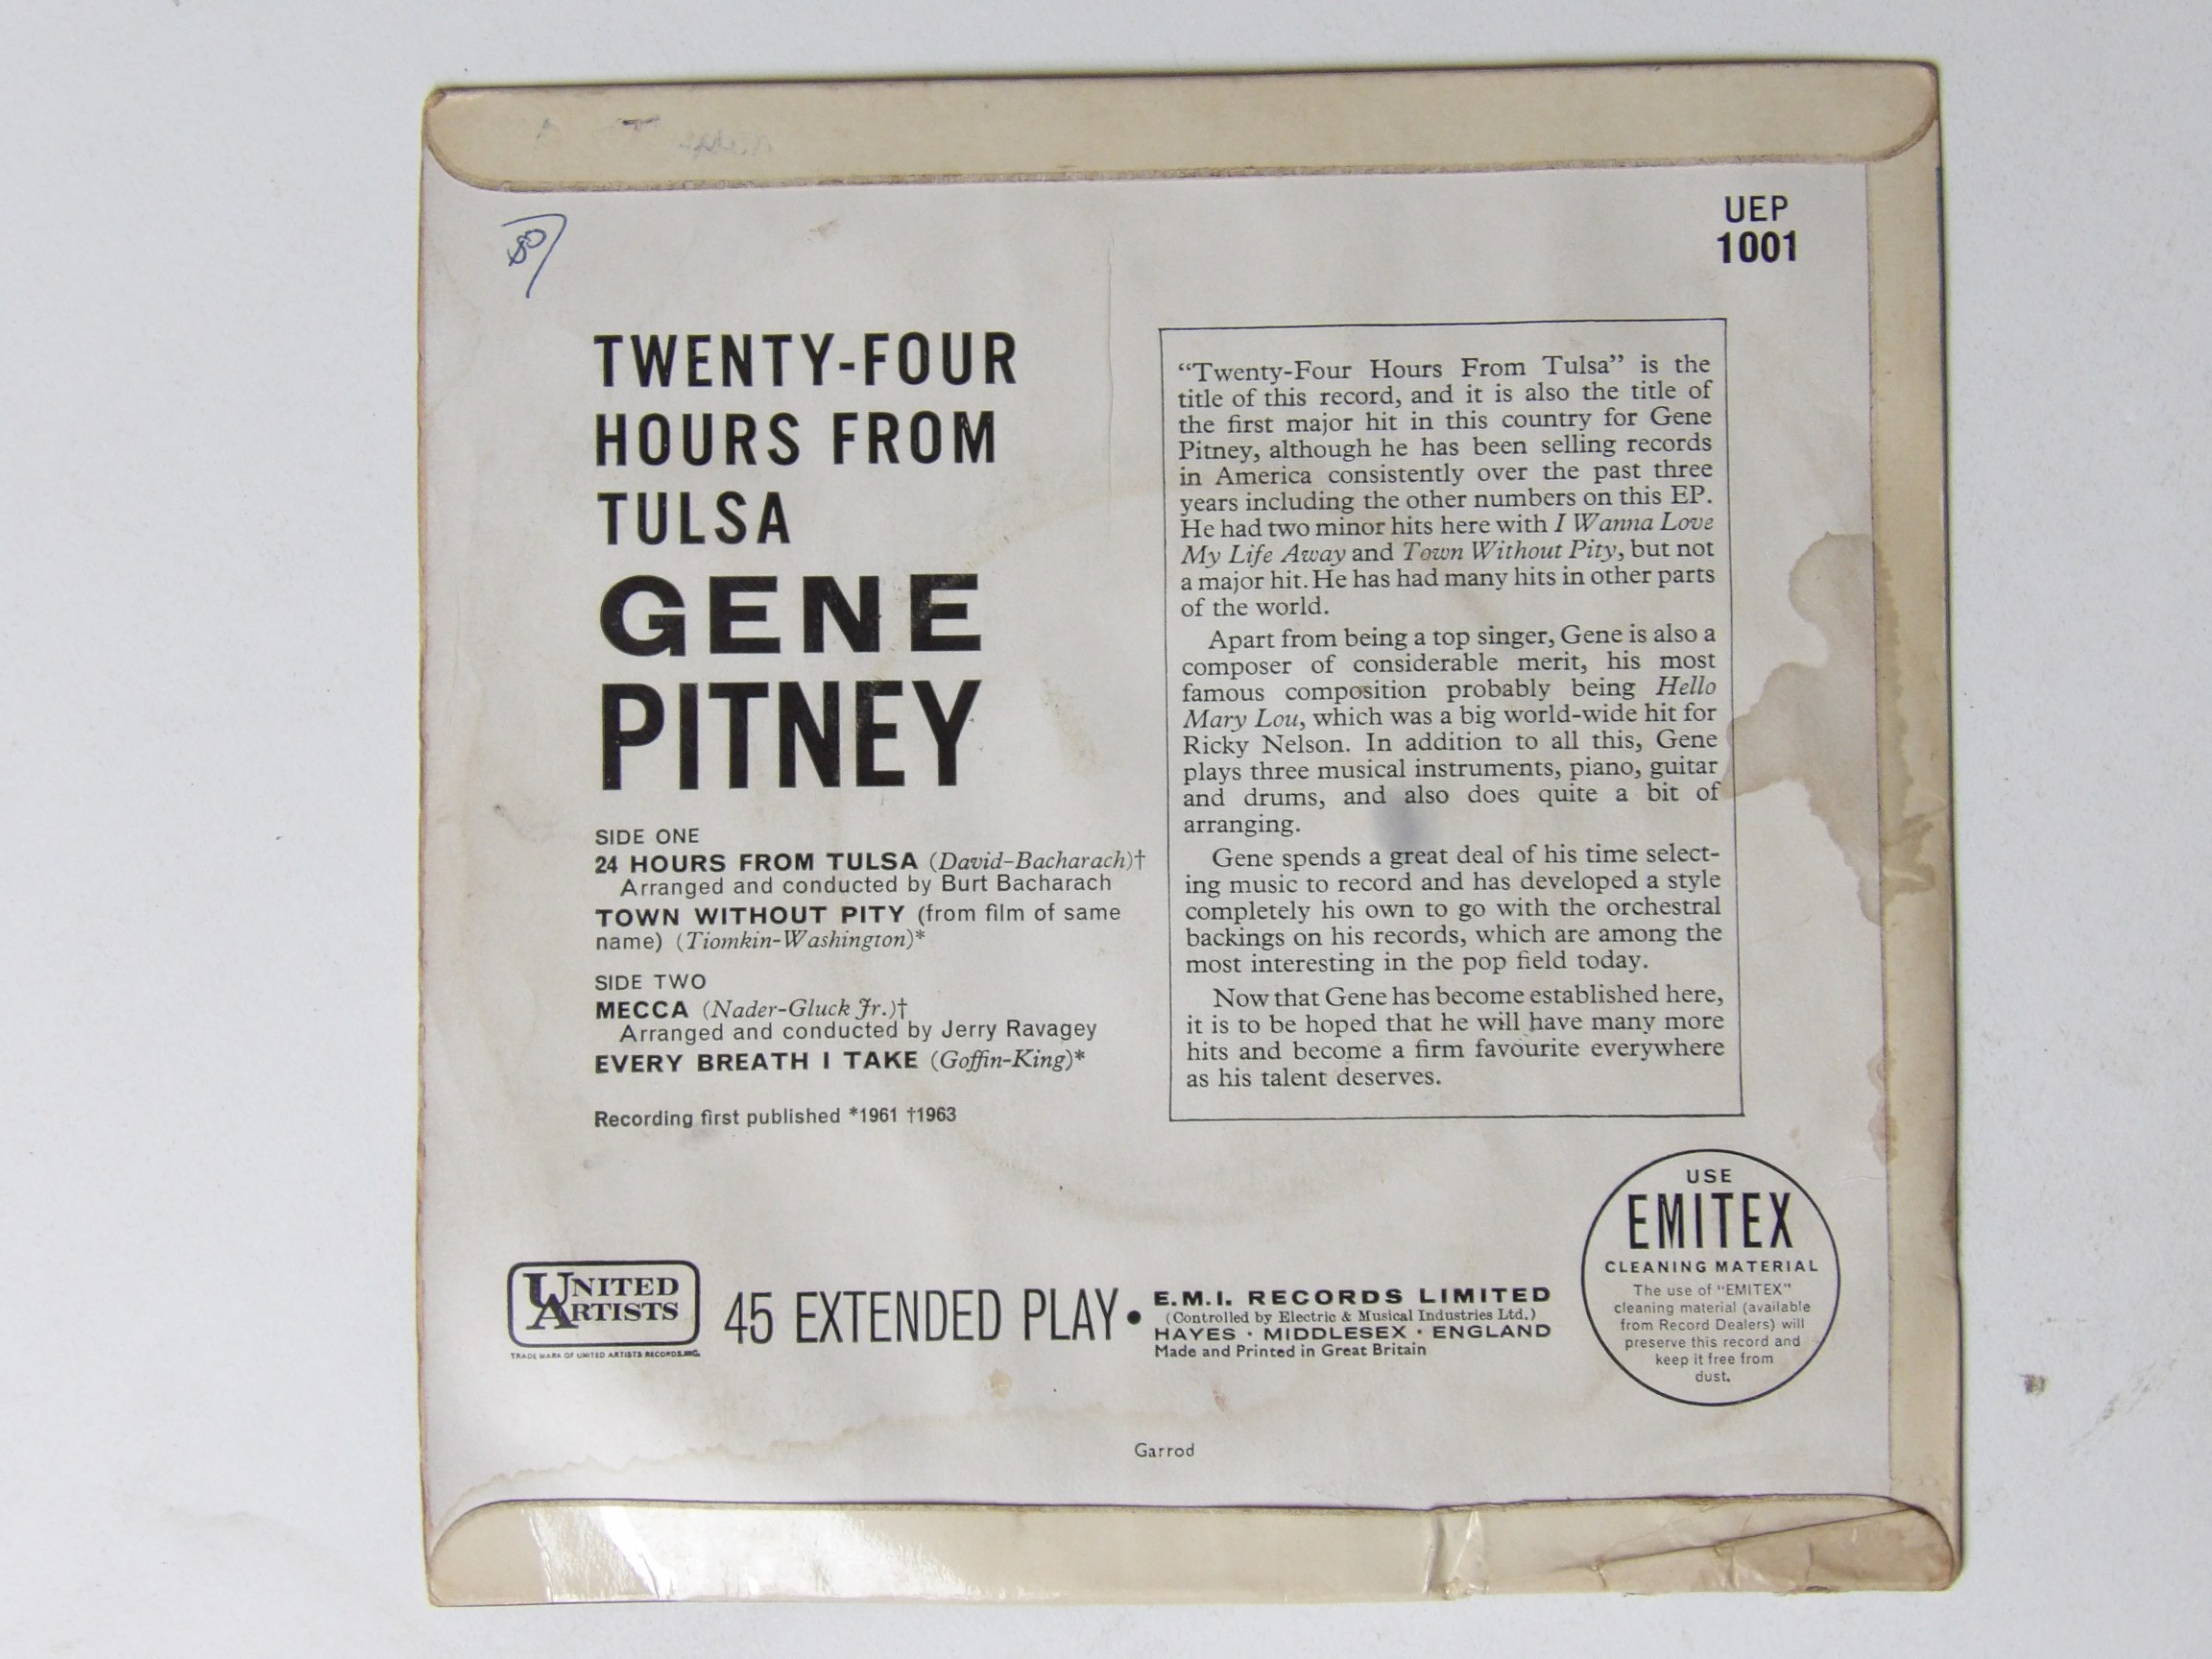 UEP
1001
TWENTY-FOUR
HOURS FROM
TULSA
GENE
PITNEY
SIDE ONE
24 HOURS FROM TULSA (David-Bacharach)†
Arranged and conducted by Burt Bacharach
TOWN WITHOUT PITY (from film of same
name) (Tiomkin-Washington)*
SIDE TWO
MECCA (Nader-Gluck Jr.)†
Arranged and conducted by Jerry Ravagey
EVERY BREATH I TAKE (Goffin-King)*
Recording first published *1961 †1963
“Twenty-Four Hours From Tulsa” is the
title of this record, and it is also the title of
the first major hit in this country for Gene
Pitney, although he has been selling records
in America consistently over the past three
years including the other numbers on this EP.
He had two minor hits here with I Wanna Love
My Life Away and Town Without Pity, but not
a major hit. He has had many hits in other parts
of the world.
Apart from being a top singer, Gene is also a
composer of considerable merit, his most
famous composition probably being Hello
Mary Lou, which was a big world-wide hit for
Ricky Nelson. In addition to all this, Gene
plays three musical instruments, piano, guitar
and drums, and also does quite a bit of
arranging.
Gene spends a great deal of his time select-
ing music to record and has developed a style
completely his own to go with the orchestral
backings on his records, which are among the
most interesting in the pop field today.
Now that Gene has become established here,
it is to be hoped that he will have many more
hits and become a firm favourite everywhere
as his talent deserves.
UNITED
ARTISTS
TRADE MARK OF UNITED ARTISTS RECORDS, INC.
45 EXTENDED PLAY •
E.M.I. RECORDS LIMITED
(Controlled by Electric & Musical Industries Ltd.)
HAYES · MIDDLESEX · ENGLAND
Made and Printed in Great Britain
USE
EMITEX
CLEANING MATERIAL
The use of "EMITEX"
cleaning material (available
from Record Dealers) will
preserve this record and
keep it free from
dust.
Garrod